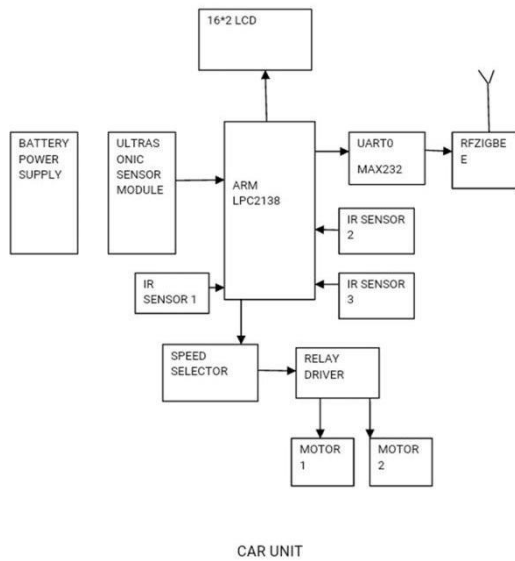 16*2 LCD
BATTERY
POWER
SUPPLY
ULTRAS
ONIC
SENSOR
MODULE
ARM
LPC2138
UART0
MAX232
RFZIGBE
E
IR SENSOR
2
IR
SENSOR 1
IR SENSOR
3
SPEED
SELECTOR
RELAY
DRIVER
MOTOR
1
MOTOR
2
CAR UNIT